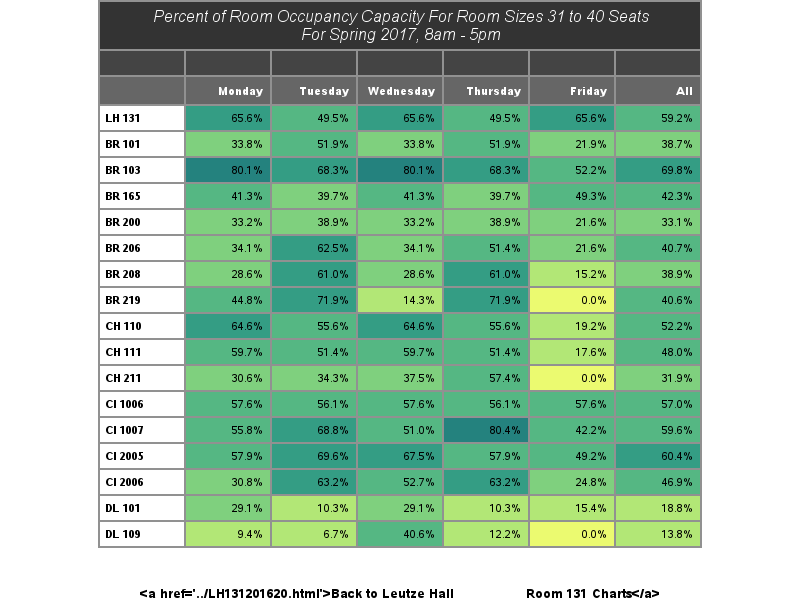 Percent of Room Occupancy Capacity For Room Sizes 31 to 40 Seats
For Spring 2017, 8am - 5pm
Monday Tuesday Wednesday Thursday Friday All
LH 131 65.6% 49.5% 65.6% 49.5% 65.6% 59.2%
BR 101 33.8% 51.9% 33.8% 51.9% 21.9% 38.7%
BR 103 80.1% 68.3% 80.1% 68.3% 52.2% 69.8%
BR 165 41.3% 39.7% 41.3% 39.7% 49.3% 42.3%
BR 200 33.2% 38.9% 33.2% 38.9% 21.6% 33.1%
BR 206 34.1% 62.5% 34.1% 51.4% 21.6% 40.7%
BR 208 28.6% 61.0% 28.6% 61.0% 15.2% 38.9%
BR 219 44.8% 71.9% 14.3% 71.9% 0.0% 40.6%
CH 110 64.6% 55.6% 64.6% 55.6% 19.2% 52.2%
CH 111 59.7% 51.4% 59.7% 51.4% 17.6% 48.0%
CH 211 30.6% 34.3% 37.5% 57.4% 0.0% 31.9%
CI 1006 57.6% 56.1% 57.6% 56.1% 57.6% 57.0%
CI 1007 55.8% 68.8% 51.0% 80.4% 42.2% 59.6%
CI 2005 57.9% 69.6% 67.5% 57.9% 49.2% 60.4%
CI 2006 30.8% 63.2% 52.7% 63.2% 24.8% 46.9%
DL 101 29.1% 10.3% 29.1% 10.3% 15.4% 18.8%
DL 109 9.4% 6.7% 40.6% 12.2% 0.0% 13.8%
<a href='../LH131201620.html'>Back to Leutze Hall Room 131 Charts</a>